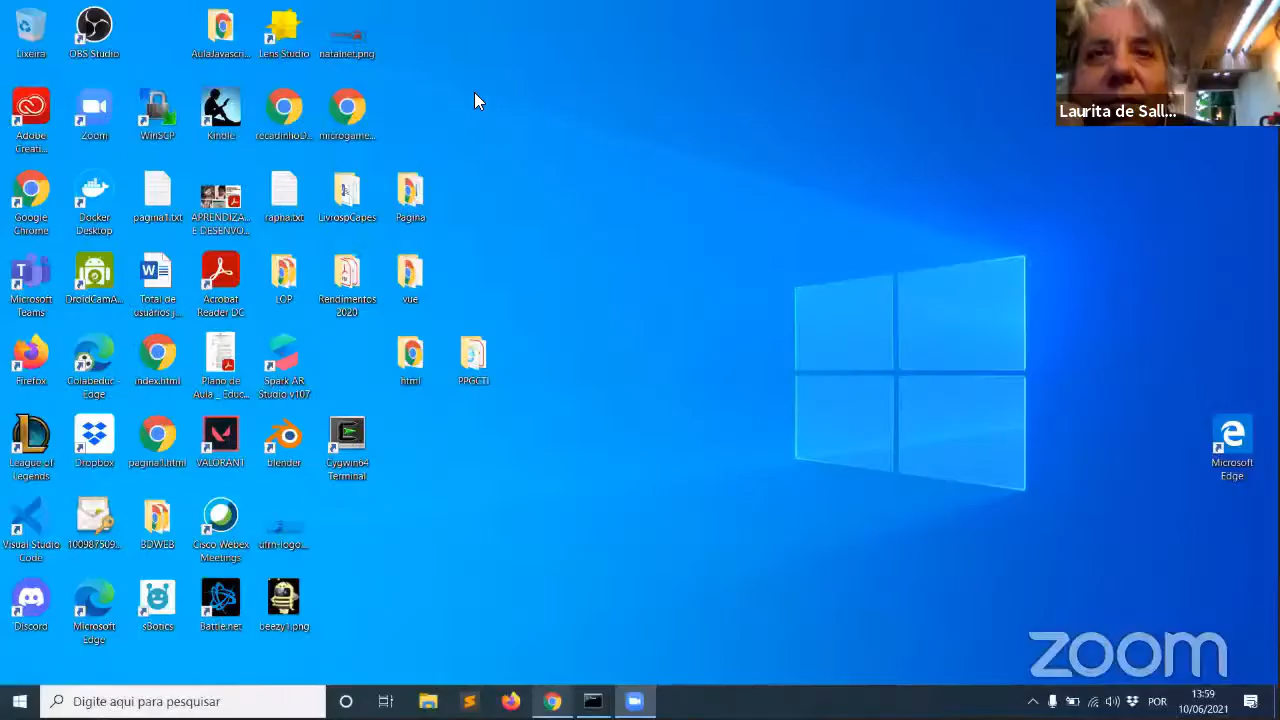 Lixeira
OBS Studio
AulaJavascri...
Lens Studio
natalnet.png
Laurita de Sall...
Adobe
Creati...
Zoom
WinSCP
Kindle
recadinhoD...
microgame...
Google
Chrome
Docker
Desktop
pagina1.txt
APRENDIZA...
E DESENVO...
rapha.txt
LivrospCapes
Pagina
Microsoft
Teams
DroidCamA...
Total de
usuários j...
Acrobat
Reader DC
LOP
Rendimentos
2020
vue
Firefox
Colabeduc -
Edge
index.html
Plano de
Aula _ Educ...
Spark AR
Studio v107
html
PPGCTI
League of
Legends
Dropbox
pagina1.html
VALORANT
blender
Cygwin64
Terminal
Microsoft
Edge
Visual Studio
Code
100987509...
BDWEB
Cisco Webex
Meetings
ufrn-logo...
Discord
Microsoft
Edge
sBotics
Battle.net
beezy1.png
zoom
Digite aqui para pesquisar
POR
13:59
10/06/2021